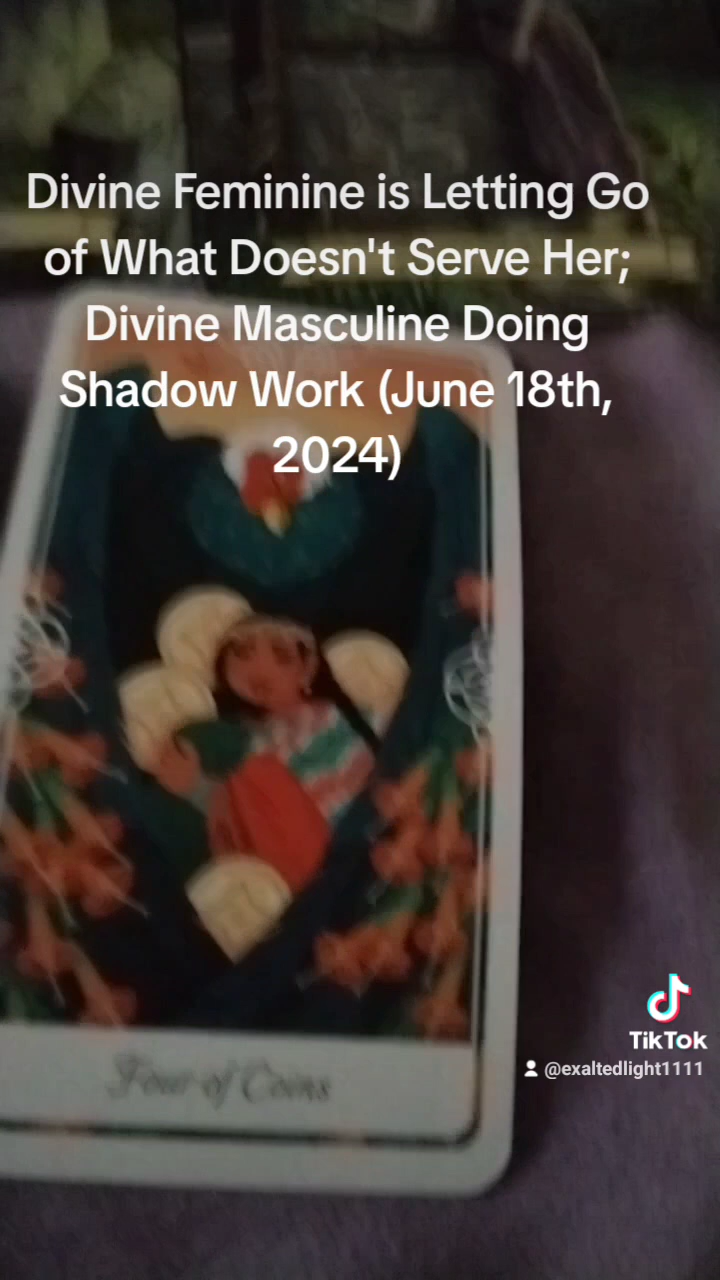 Divine Feminine is Letting Go
of What Doesn't Serve Her;
Divine Masculine Doing
Shadow Work (June 18th,
2024)
TikTok
@exaltedlight1111
Four of Coins